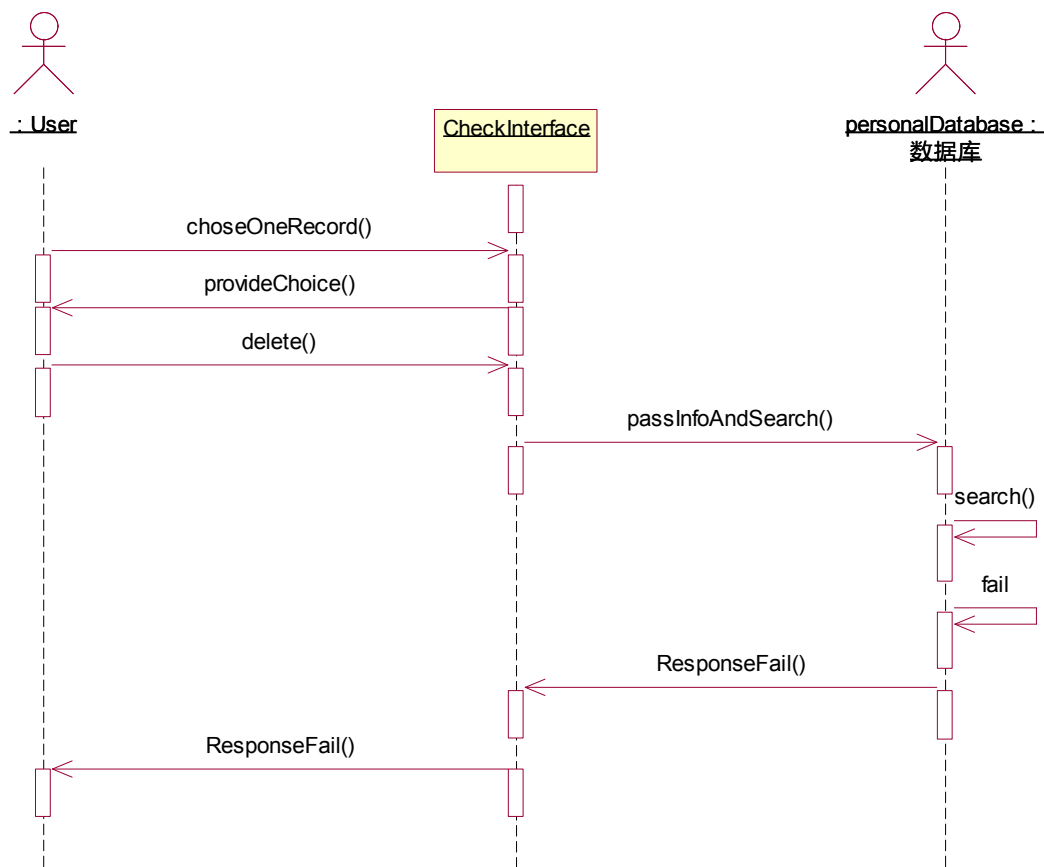 : User
CheckInterface
personalDatabase :
数据库
choseOneRecord()
provideChoice()
delete()
passInfoAndSearch()
search()
fail
ResponseFail()
ResponseFail()